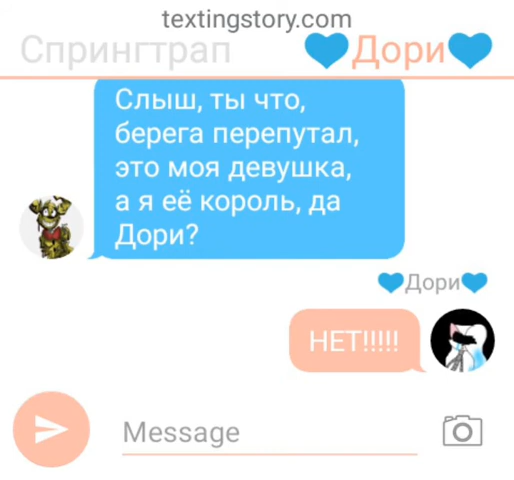 textingstory.com
Спрингтрап 💙Дори💙
Слыш, ты что,
берега перепутал,
это моя девушка,
а я её король, да
Дори?
💙Дори💙
НЕТ!!!!!
Message